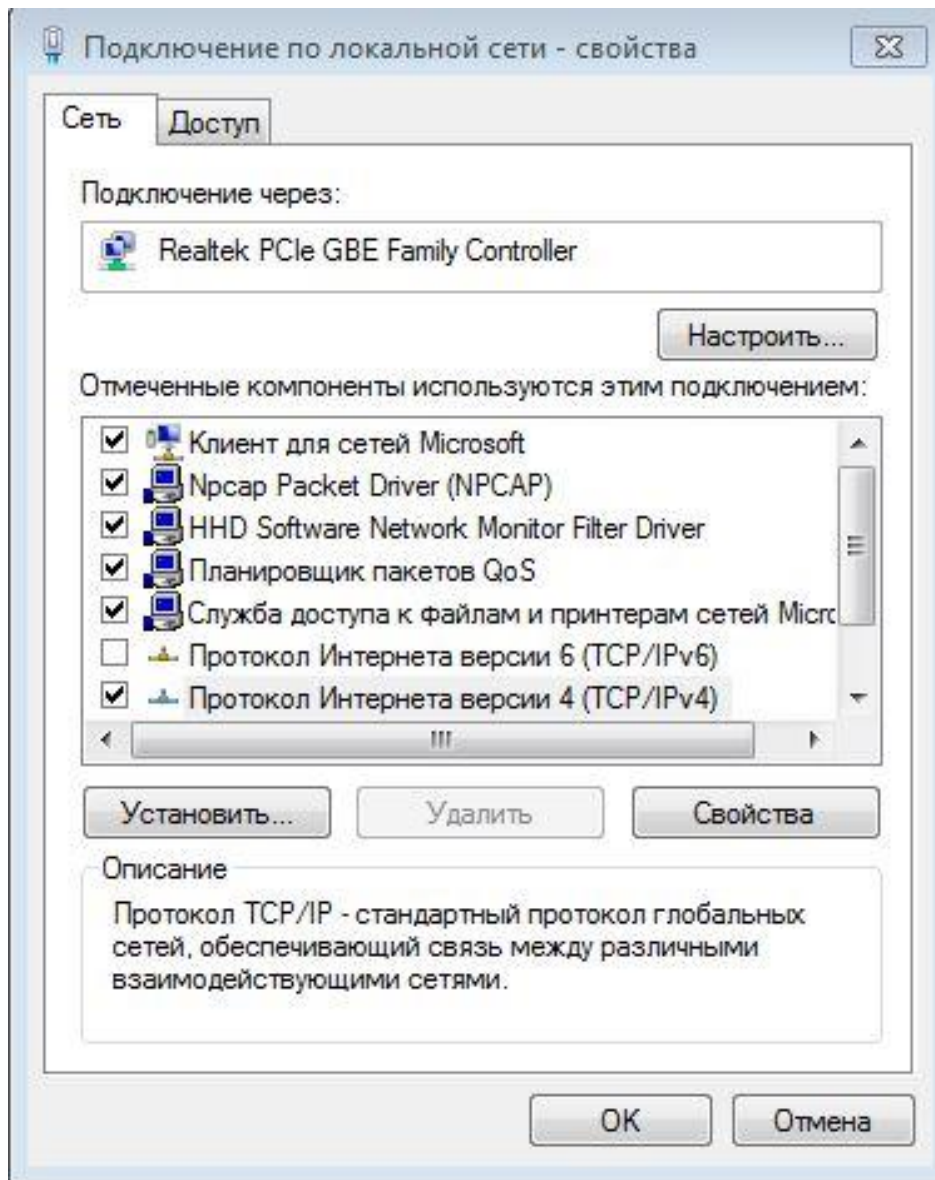 Подключение по локальной сети - свойства
Сеть
Доступ
Подключение через:
Realtek PCIe GBE Family Controller
Настроить...
Отмеченные компоненты используются этим подключением:
Клиент для сетей Microsoft
Npcap Packet Driver (NPCAP)
HHD Software Network Monitor Filter Driver
Планировщик пакетов QoS
Служба доступа к файлам и принтерам сетей Micro
Протокол Интернета версии 6 (TCP/IPv6)
Протокол Интернета версии 4 (TCP/IPv4)
Установить...
Удалить
Свойства
Описание
Протокол TCP/IP - стандартный протокол глобальных
сетей, обеспечивающий связь между различными
взаимодействующими сетями.
OK
Отмена